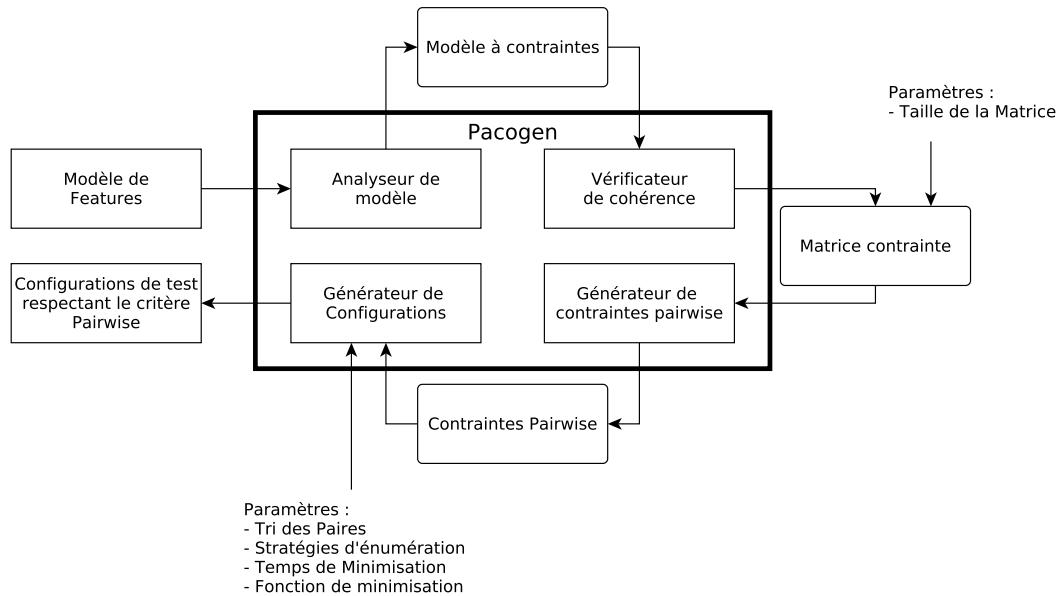 Modèle à contraintes
Paramètres :
- Taille de la Matrice
Pacogen
Modèle de
Features
Analyseur de
modèle
Vérificateur
de cohérence
Matrice contrainte
Configurations de test
respectant le critère
Pairwise
Générateur de
Configurations
Générateur de
contraintes pairwise
Contraintes Pairwise
Paramètres :
- Tri des Paires
- Stratégies d'énumération
- Temps de Minimisation
- Fonction de minimisation